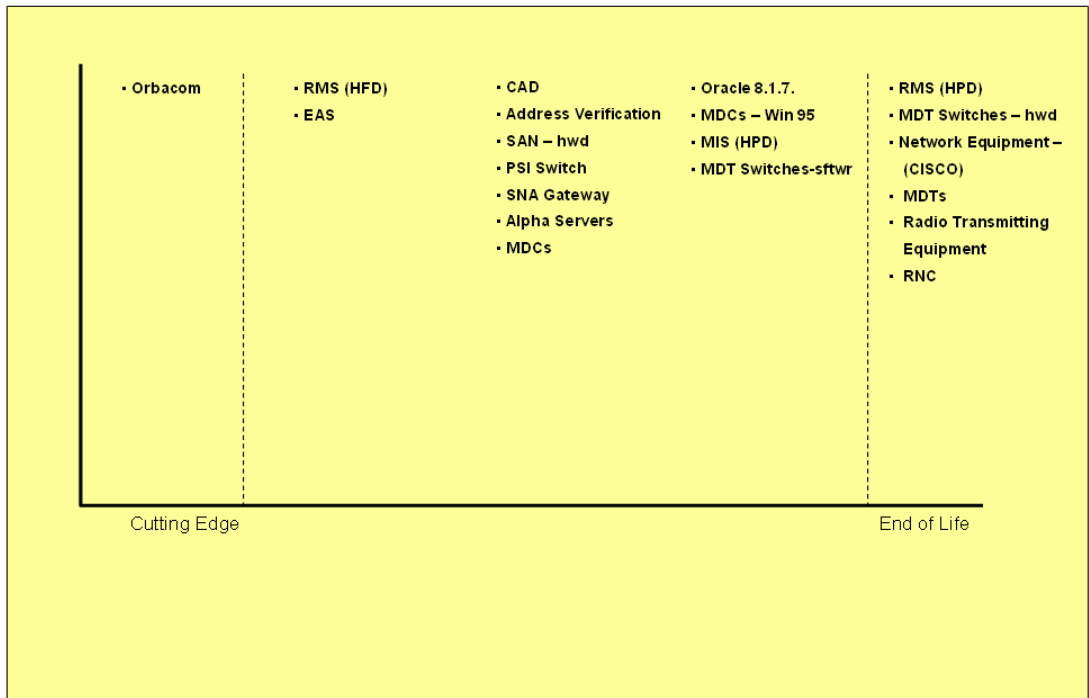 ▪ Orbacom
▪ RMS (HFD)
▪ EAS
▪ CAD
▪ Address Verification
▪ SAN – hwd
▪ PSI Switch
▪ SNA Gateway
▪ Alpha Servers
▪ MDCs
▪ Oracle 8.1.7.
▪ MDCs – Win 95
▪ MIS (HPD)
▪ MDT Switches-sftwr
▪ RMS (HPD)
▪ MDT Switches – hwd
▪ Network Equipment –
(CISCO)
▪ MDTs
▪ Radio Transmitting
Equipment
▪ RNC
Cutting Edge
End of Life